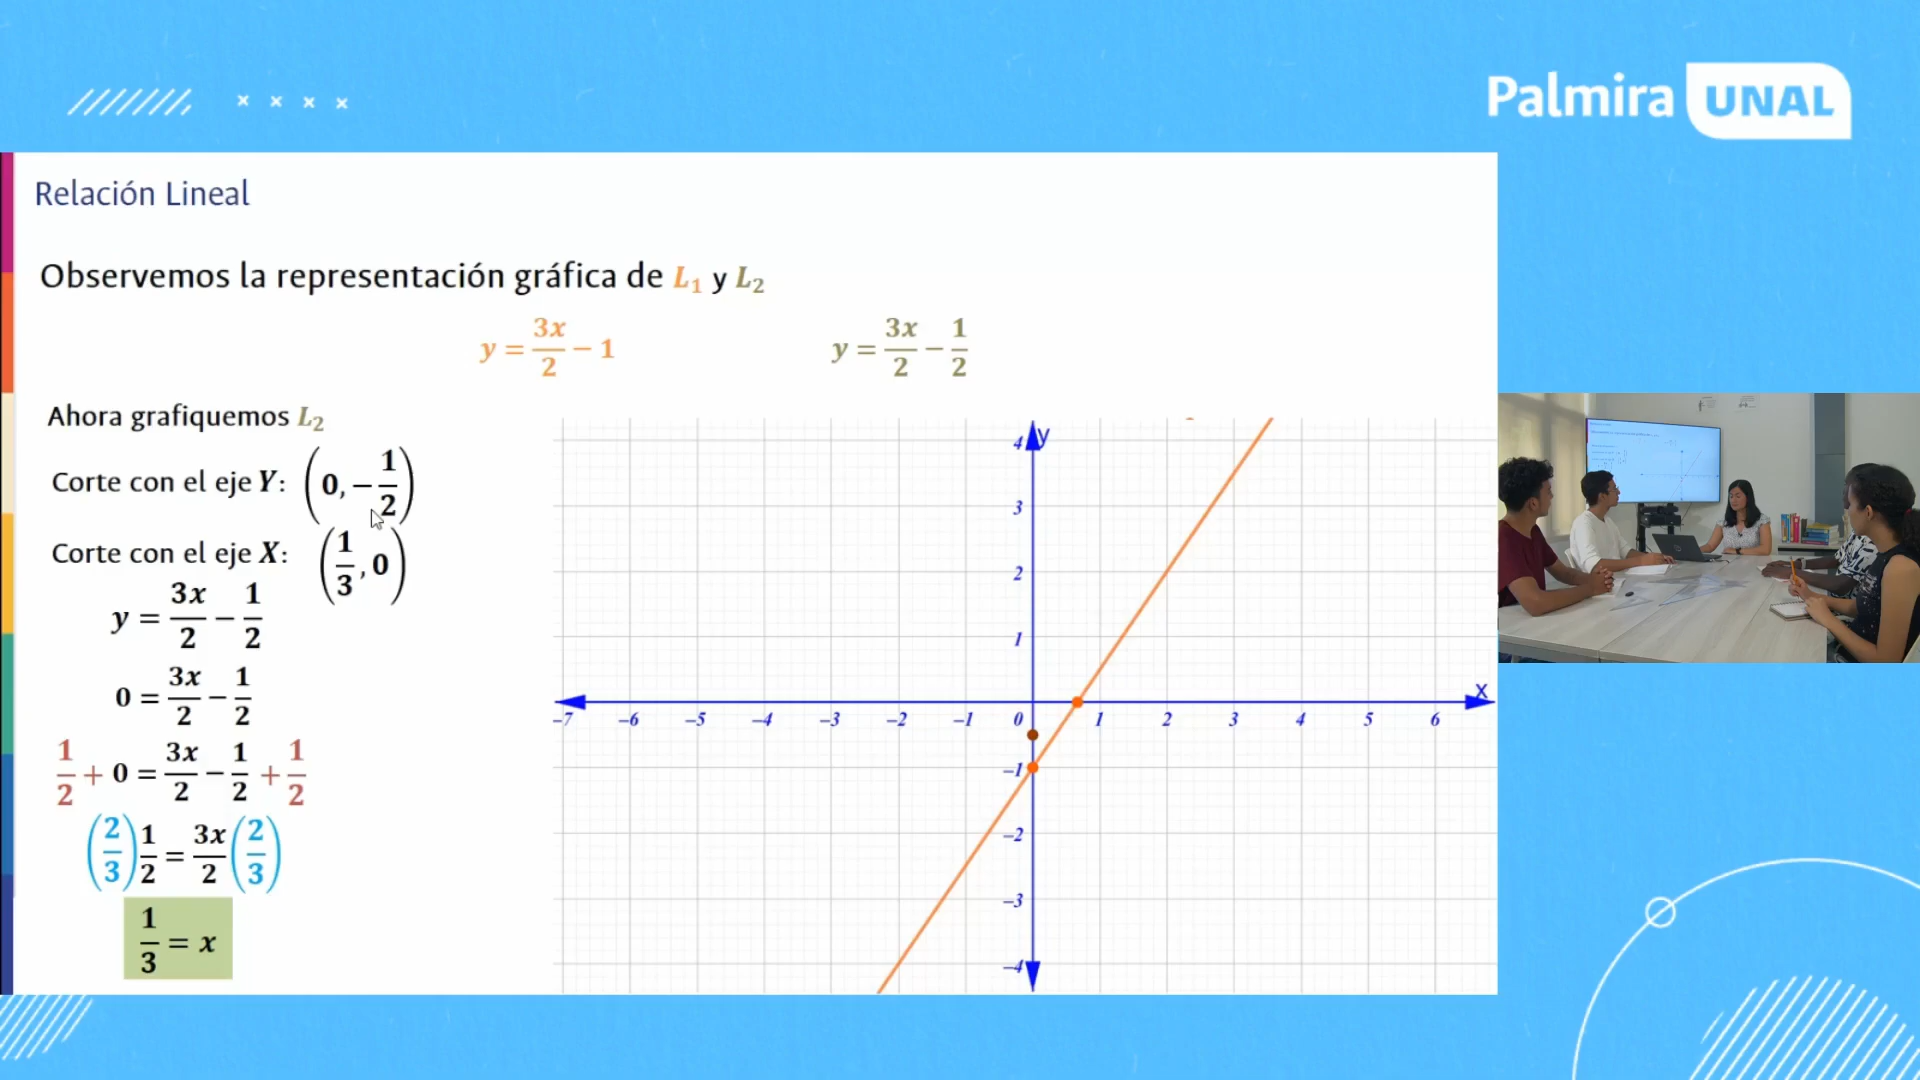 Palmira UNAL
Relación Lineal
Observemos la representación gráfica de L₁ y L₂
y = 3x/2 − 1
y = 3x/2 − 1/2
Ahora grafiquemos L₂
Corte con el eje Y: (0, −1/2)
Corte con el eje X: (1/3, 0)
y = 3x/2 − 1/2
0 = 3x/2 − 1/2
1/2 + 0 = 3x/2 − 1/2 + 1/2
(2/3) 1/2 = 3x/2 (2/3)
1/3 = x
y
4
3
2
1
x
−7 −6 −5 −4 −3 −2 −1 0 1 2 3 4 5 6
−1
−2
−3
−4